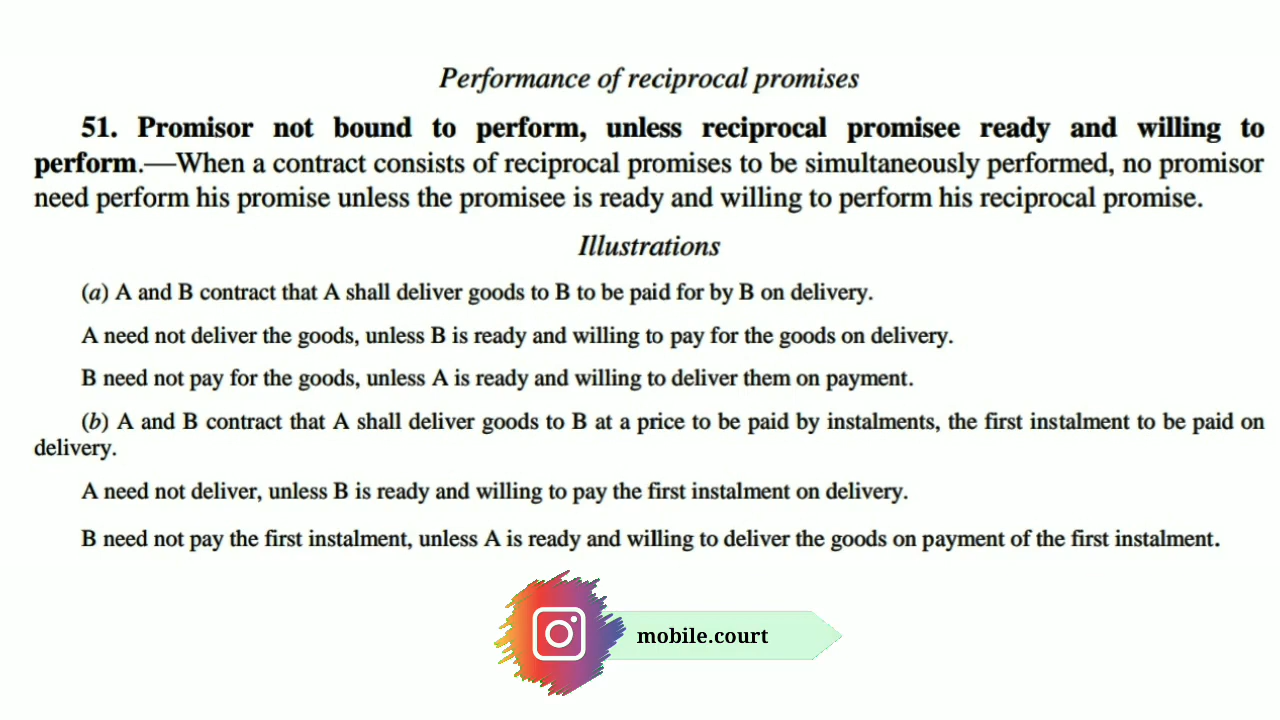 Performance of reciprocal promises
51. Promisor not bound to perform, unless reciprocal promisee ready and willing to
perform.—When a contract consists of reciprocal promises to be simultaneously performed, no promisor
need perform his promise unless the promisee is ready and willing to perform his reciprocal promise.
Illustrations
(a) A and B contract that A shall deliver goods to B to be paid for by B on delivery.
A need not deliver the goods, unless B is ready and willing to pay for the goods on delivery.
B need not pay for the goods, unless A is ready and willing to deliver them on payment.
(b) A and B contract that A shall deliver goods to B at a price to be paid by instalments, the first instalment to be paid on
delivery.
A need not deliver, unless B is ready and willing to pay the first instalment on delivery.
B need not pay the first instalment, unless A is ready and willing to deliver the goods on payment of the first instalment.
mobile.court